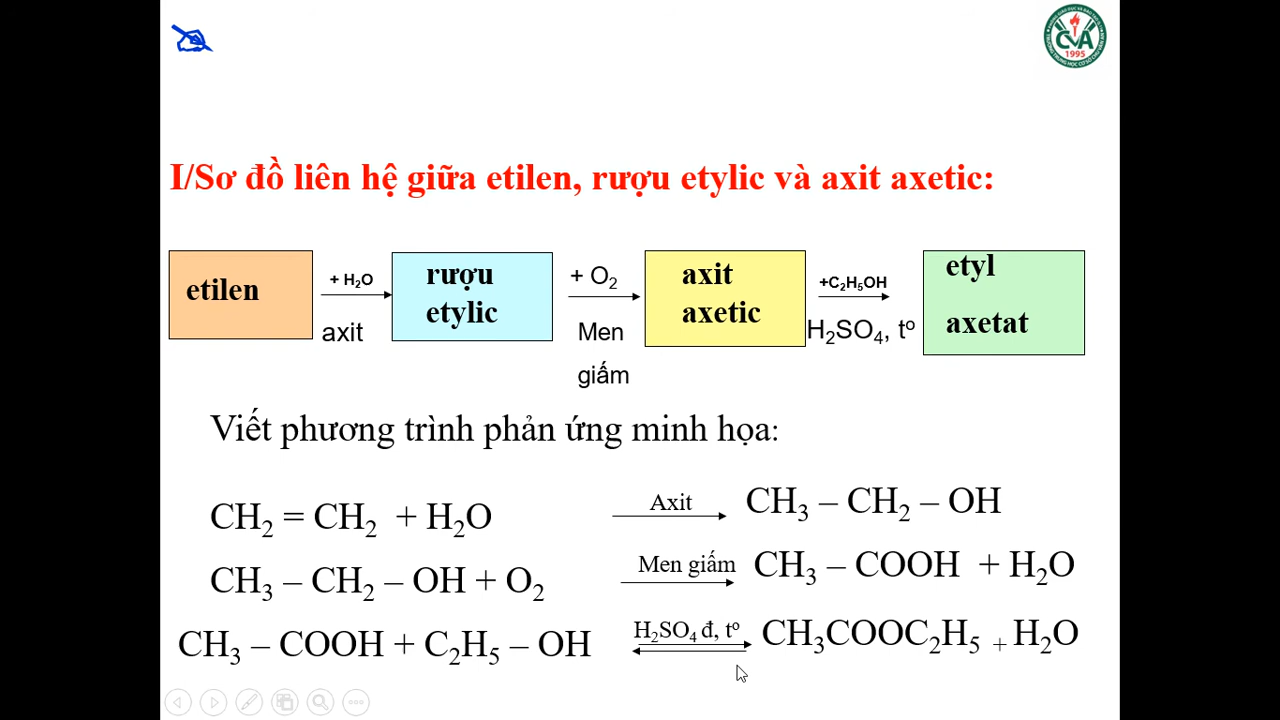 CVA
1995
I/Sơ đồ liên hệ giữa etilen, rượu etylic và axit axetic:
etilen
+ H₂O
axit
rượu
etylic
+ O₂
Men
giấm
axit
axetic
+C₂H₅OH
H₂SO₄, tᵒ
etyl
axetat
Viết phương trình phản ứng minh họa:
CH₂ = CH₂ + H₂O Axit CH₃ – CH₂ – OH
CH₃ – CH₂ – OH + O₂ Men giấm CH₃ – COOH + H₂O
CH₃ – COOH + C₂H₅ – OH H₂SO₄ đ, tᵒ CH₃COOC₂H₅ + H₂O